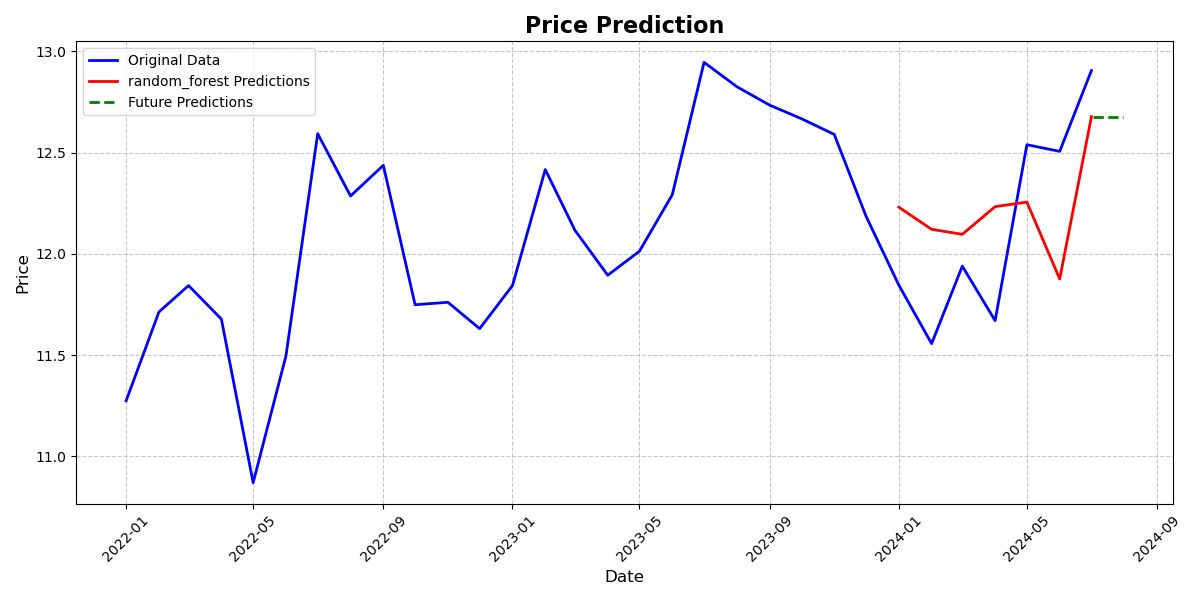 Price Prediction
Original Data
random_forest Predictions
Future Predictions
Price
13.0
12.5
12.0
11.5
11.0
2022-01
2022-05
2022-09
2023-01
2023-05
2023-09
2024-01
2024-05
2024-09
Date